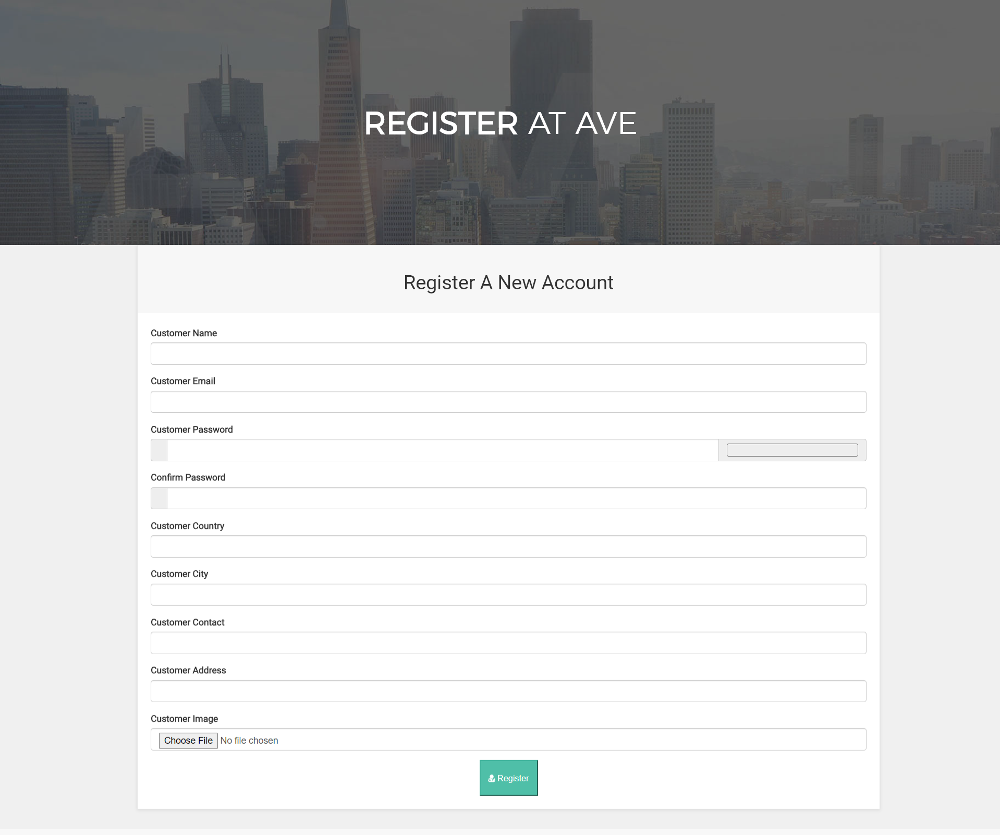 REGISTER AT AVE
Register A New Account
Customer Name
Customer Email
Customer Password
Confirm Password
Customer Country
Customer City
Customer Contact
Customer Address
Customer Image
Choose File No file chosen
Register